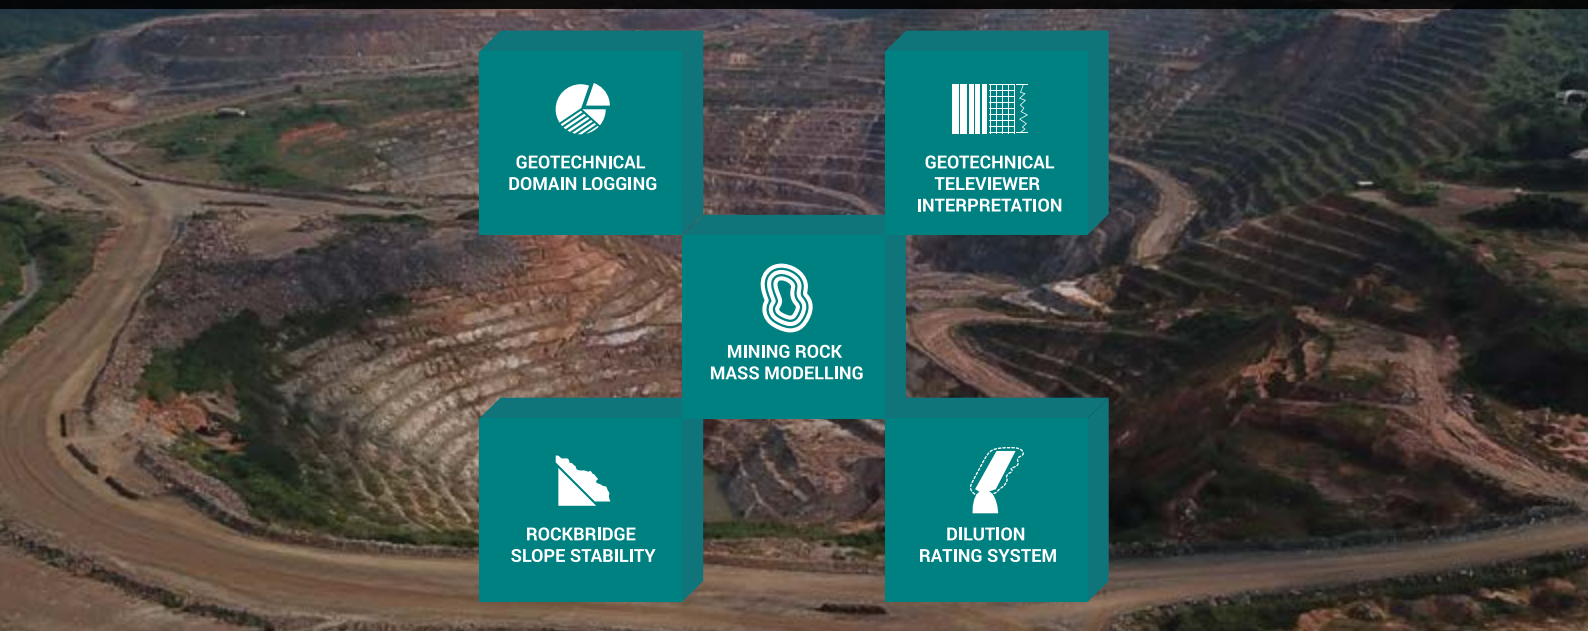 GEOTECHNICAL
DOMAIN LOGGING
GEOTECHNICAL
TELEVIEWER
INTERPRETATION
MINING ROCK
MASS MODELLING
ROCKBRIDGE
SLOPE STABILITY
DILUTION
RATING SYSTEM